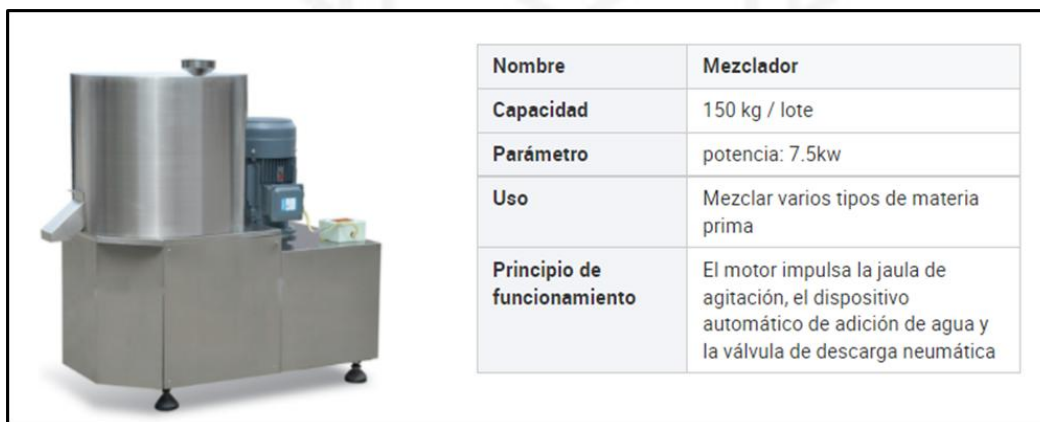 Nombre Mezclador
Capacidad 150 kg / lote
Parámetro potencia: 7.5kw
Uso Mezclar varios tipos de materia
prima
Principio de El motor impulsa la jaula de
funcionamiento agitación, el dispositivo
automático de adición de agua y
la válvula de descarga neumática